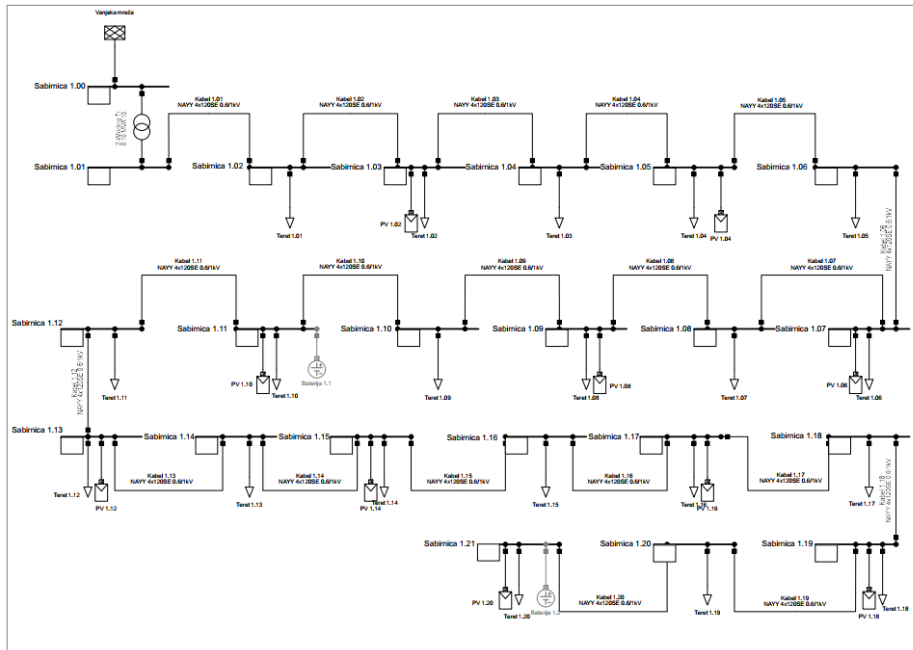 Vanjska mreža
Sabirnica 1.00
Kabel 1.01
NAYY 4x120SE 0.6/1kV
Kabel 1.02
NAYY 4x120SE 0.6/1kV
Kabel 1.03
NAYY 4x120SE 0.6/1kV
Kabel 1.04
NAYY 4x120SE 0.6/1kV
Kabel 1.05
NAYY 4x120SE 0.6/1kV
Sabirnica 1.01
Sabirnica 1.02
Sabirnica 1.03
Sabirnica 1.04
Sabirnica 1.05
Sabirnica 1.06
PV 1.02
PV 1.04
Teret 1.01
Teret 1.02
Teret 1.03
Teret 1.04
Teret 1.05
NAYY 4x120SE 0.6/1kV
Kabel 1.11
NAYY 4x120SE 0.6/1kV
Kabel 1.10
NAYY 4x120SE 0.6/1kV
Kabel 1.09
NAYY 4x120SE 0.6/1kV
Kabel 1.08
NAYY 4x120SE 0.6/1kV
Kabel 1.07
NAYY 4x120SE 0.6/1kV
Sabirnica 1.12
Sabirnica 1.11
Sabirnica 1.10
Sabirnica 1.09
Sabirnica 1.08
Sabirnica 1.07
PV 1.10
Baterija 1.1
PV 1.08
PV 1.06
Teret 1.11
Teret 1.10
Teret 1.09
Teret 1.08
Teret 1.07
Teret 1.06
Kabel 1.12
NAYY 4x120SE 0.6/1kV
Sabirnica 1.13
Sabirnica 1.14
Sabirnica 1.15
Sabirnica 1.16
Sabirnica 1.17
Sabirnica 1.18
Kabel 1.13
NAYY 4x120SE 0.6/1kV
Kabel 1.14
NAYY 4x120SE 0.6/1kV
Kabel 1.15
NAYY 4x120SE 0.6/1kV
Kabel 1.16
NAYY 4x120SE 0.6/1kV
Kabel 1.17
NAYY 4x120SE 0.6/1kV
Kabel 1.18
NAYY 4x120SE 0.6/1kV
Teret 1.12
PV 1.12
Teret 1.13
PV 1.14
Teret 1.14
Teret 1.15
PV 1.16
Teret 1.17
Sabirnica 1.21
Sabirnica 1.20
Sabirnica 1.19
Kabel 1.20
NAYY 4x120SE 0.6/1kV
Kabel 1.19
NAYY 4x120SE 0.6/1kV
PV 1.20
Teret 1.20
Baterija
Teret 1.19
PV 1.18
Teret 1.18